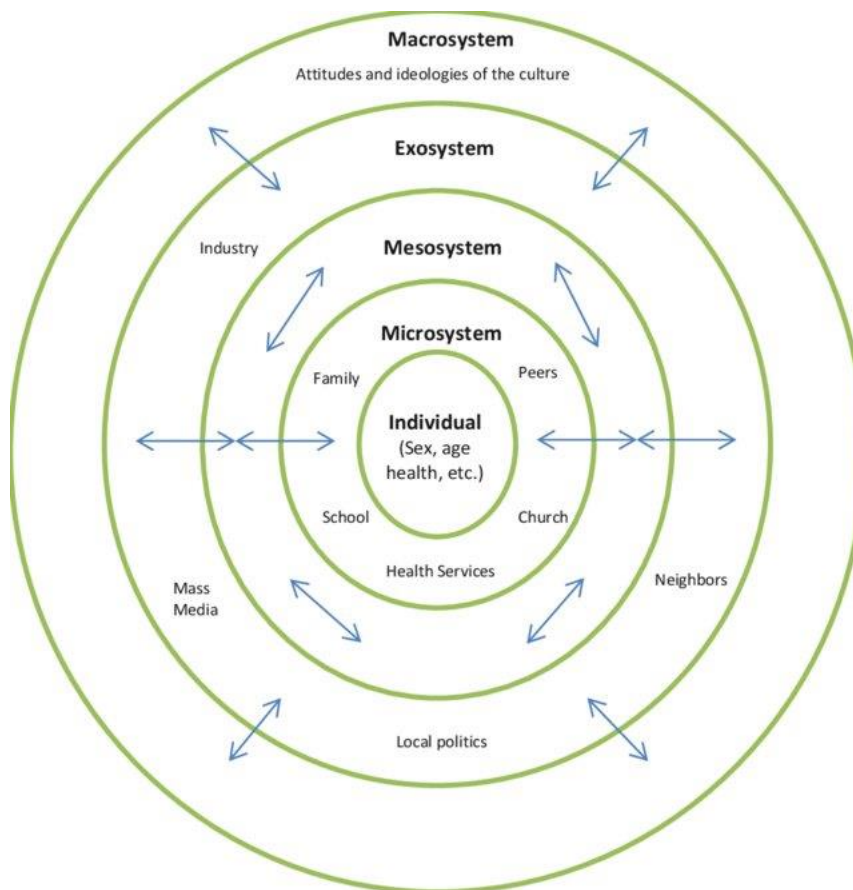 Macrosystem
Attitudes and ideologies of the culture
Exosystem
Industry
Mesosystem
Microsystem
Family
Peers
Individual
(Sex, age
health, etc.)
School
Church
Health Services
Mass
Media
Neighbors
Local politics